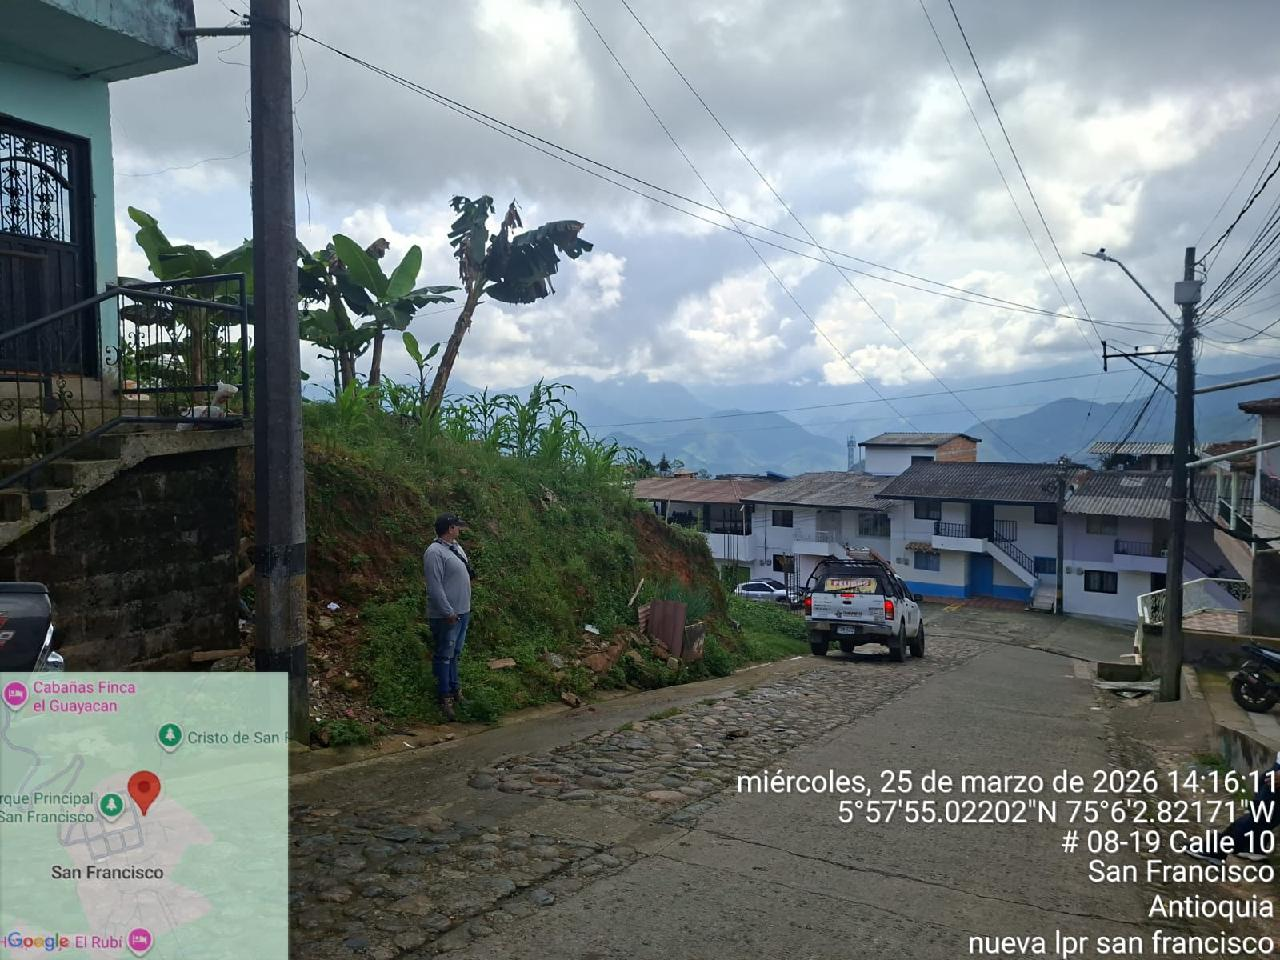 PELIGRO
Cabañas Finca
el Guayacan
Cristo de San F
rque Principal
San Francisco
San Francisco
Google
El Rubí
miércoles, 25 de marzo de 2026 14:16:11
5°57'55.02202"N 75°6'2.82171"W
# 08-19 Calle 10
San Francisco
Antioquia
nueva lpr san francisco